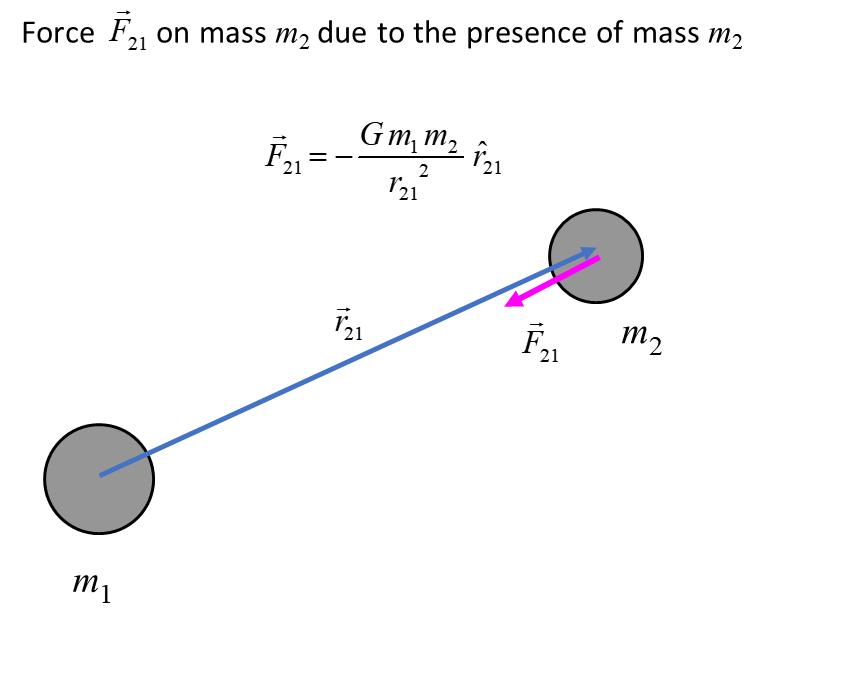 Force F⃗₂₁ on mass m₂ due to the presence of mass m₂
F⃗₂₁ = − G m₁ m₂ / r₂₁² r̂₂₁
r⃗₂₁
F⃗₂₁
m₂
m₁